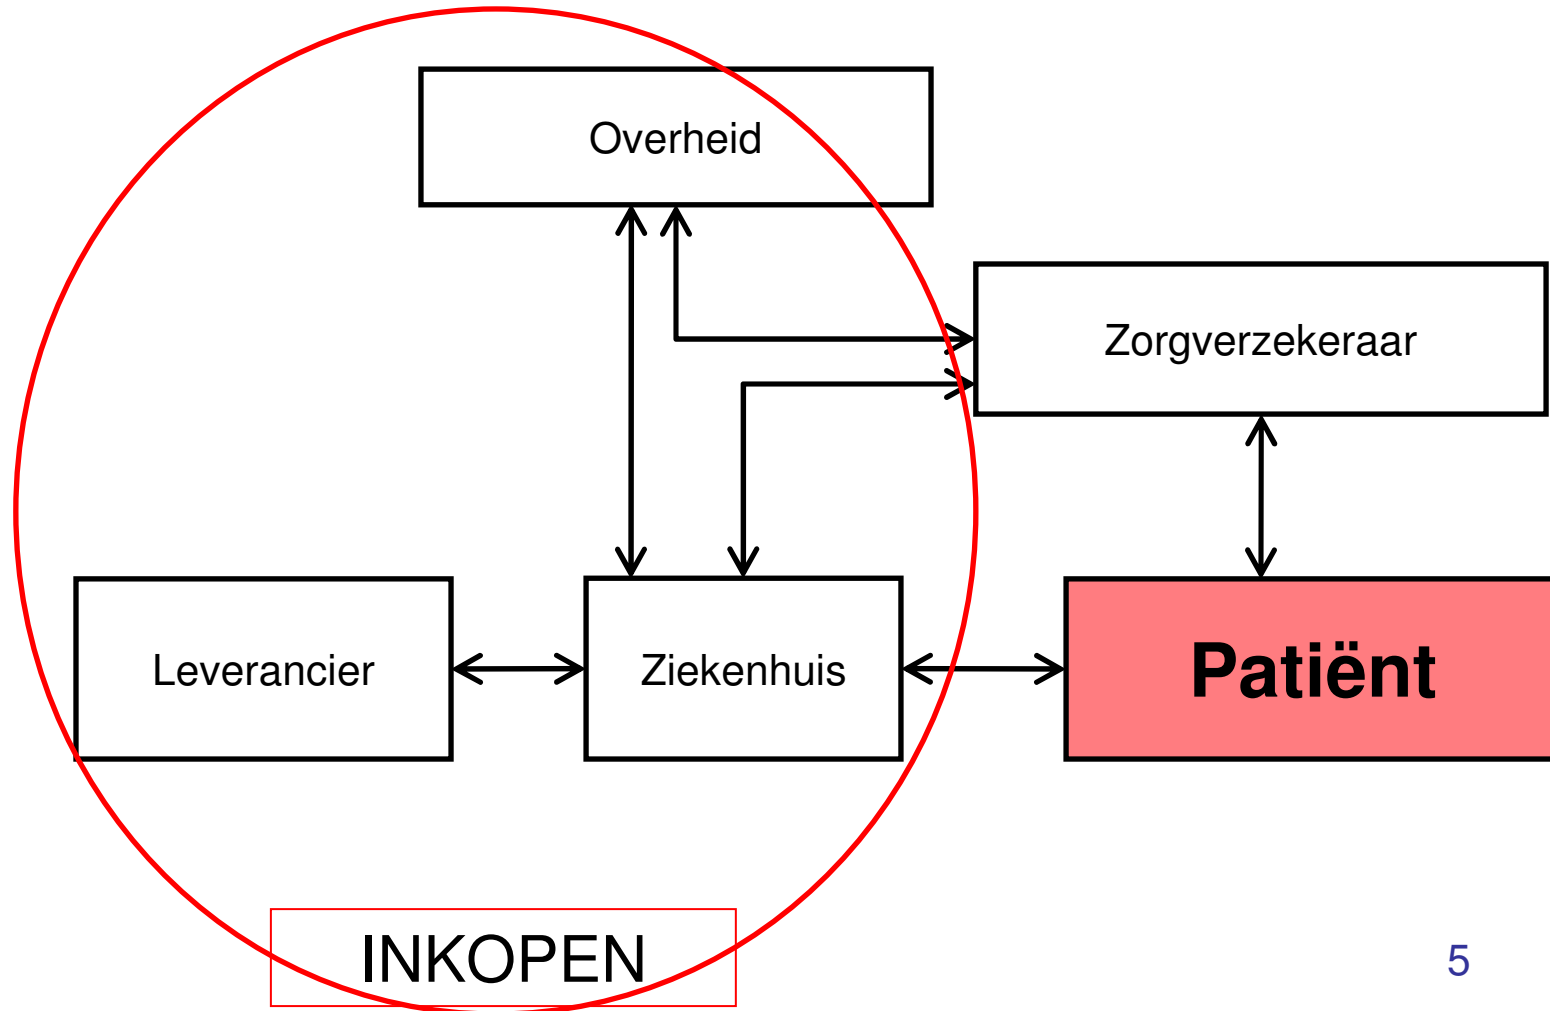 Overheid
Zorgverzekeraar
Leverancier
Ziekenhuis
Patiënt
INKOPEN
5